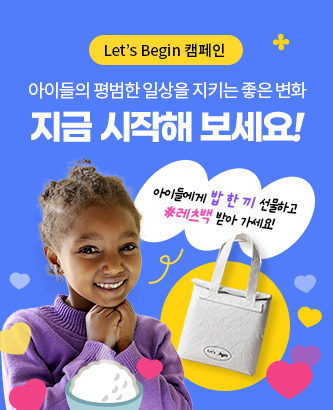 Let's Begin 캠페인
아이들의 평범한 일상을 지키는 좋은 변화
지금 시작해 보세요!
아이들에게 밥 한 끼 선물하고
#레츠백 받아 가세요!
Let's Begin